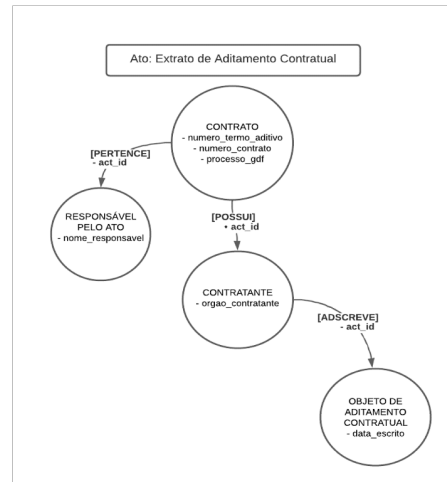 Ato: Extrato de Aditamento Contratual
CONTRATO
- numero_termo_aditivo
- numero_contrato
- processo_gdf
[PERTENCE]
- act_id
RESPONSÁVEL
PELO ATO
- nome_responsavel
[POSSUI]
• act_id
CONTRATANTE
- orgao_contratante
[ADSCREVE]
- act_id
OBJETO DE
ADITAMENTO
CONTRATUAL
- data_escrito